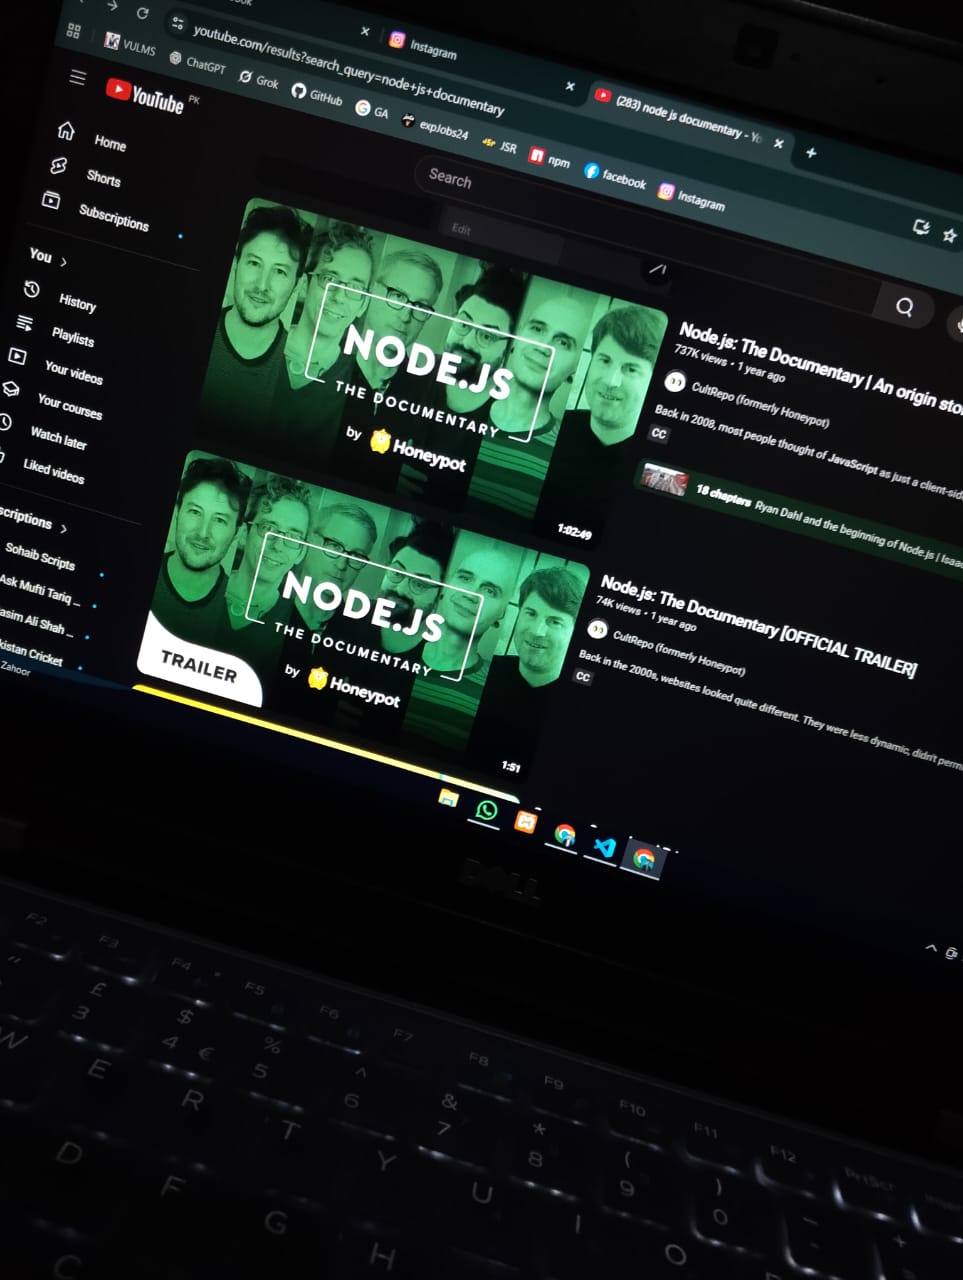 Instagram
(283) node js documentary - Yo
youtube.com/results?search_query=node+js+documentary
VULMS
ChatGPT
Grok
GitHub
GA
expJobs24
JSR
npm
facebook
Instagram
YouTube PK
Search
Edit
Home
Shorts
Subscriptions
You >
History
Playlists
Your videos
Your courses
Watch later
Liked videos
scriptions >
Sohaib Scripts
Ask Mufti Tariq ...
asim Ali Shah ...
kistan Cricket
Zahoor
NODE.JS
THE DOCUMENTARY
by Honeypot
1:02:49
Node.js: The Documentary | An origin sto
737K views • 1 year ago
CultRepo (formerly Honeypot)
Back in 2008, most people thought of JavaScript as just a client-sid
CC
18 chapters Ryan Dahl and the beginning of Node.js | Isaa
NODE.JS
THE DOCUMENTARY
TRAILER
by Honeypot
1:51
Node.js: The Documentary [OFFICIAL TRAILER]
74K views • 1 year ago
CultRepo (formerly Honeypot)
Back in the 2000s, websites looked quite different. They were less dynamic, didn't perm
CC
DELL
F2 F3 F4 F5 F6 F7 F8 F9 F10 F11 F12 PrtScr
" £ $ € % ^ & * ( ) _ +
3 4 5 6 7 8 9 0 -
W E R T Y U I O
D F G H
C